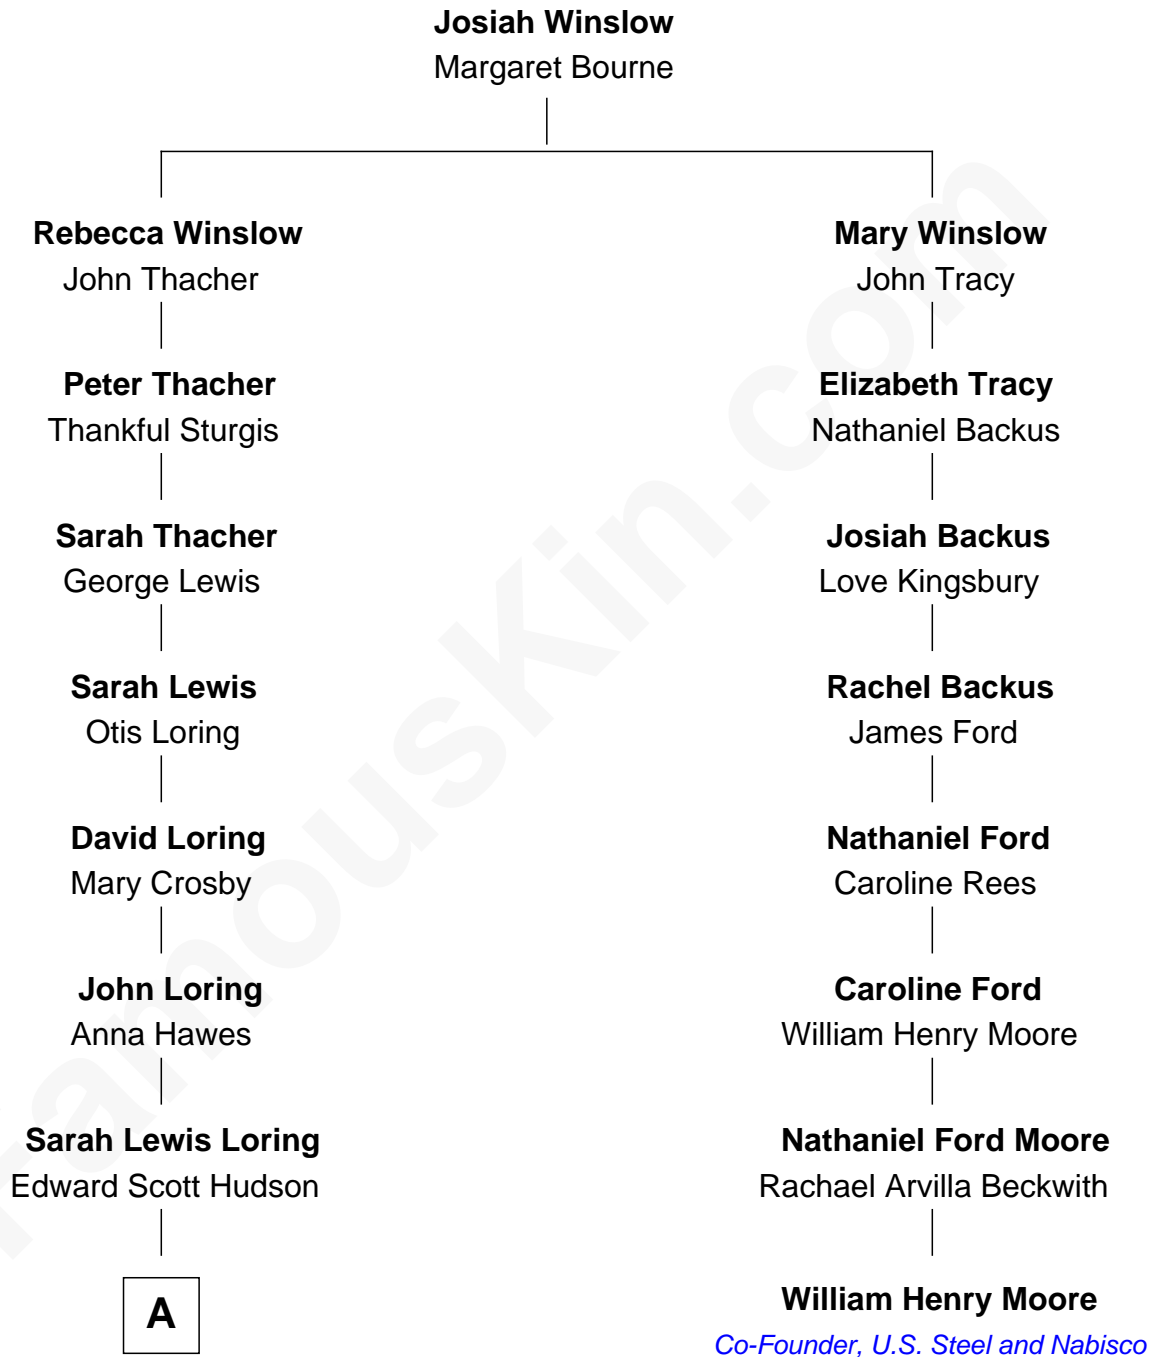 Josiah Winslow
Margaret Bourne
Rebecca Winslow
John Thacher
Mary Winslow
John Tracy
Peter Thacher
Thankful Sturgis
Elizabeth Tracy
Nathaniel Backus
Sarah Thacher
George Lewis
Josiah Backus
Love Kingsbury
Sarah Lewis
Otis Loring
Rachel Backus
James Ford
David Loring
Mary Crosby
Nathaniel Ford
Caroline Rees
John Loring
Anna Hawes
Caroline Ford
William Henry Moore
Sarah Lewis Loring
Edward Scott Hudson
Nathaniel Ford Moore
Rachael Arvilla Beckwith
A
William Henry Moore
Co-Founder, U.S. Steel and Nabisco
FamousKin.com